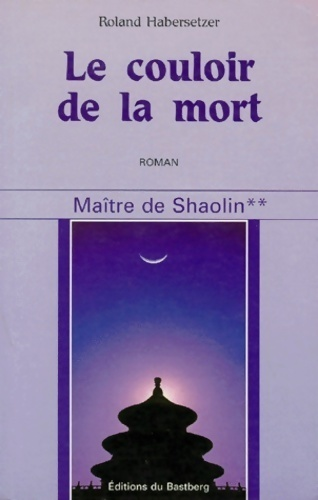 Roland Habersetzer
Le couloir
de la mort
ROMAN
Maître de Shaolin**
Éditions du Bastberg